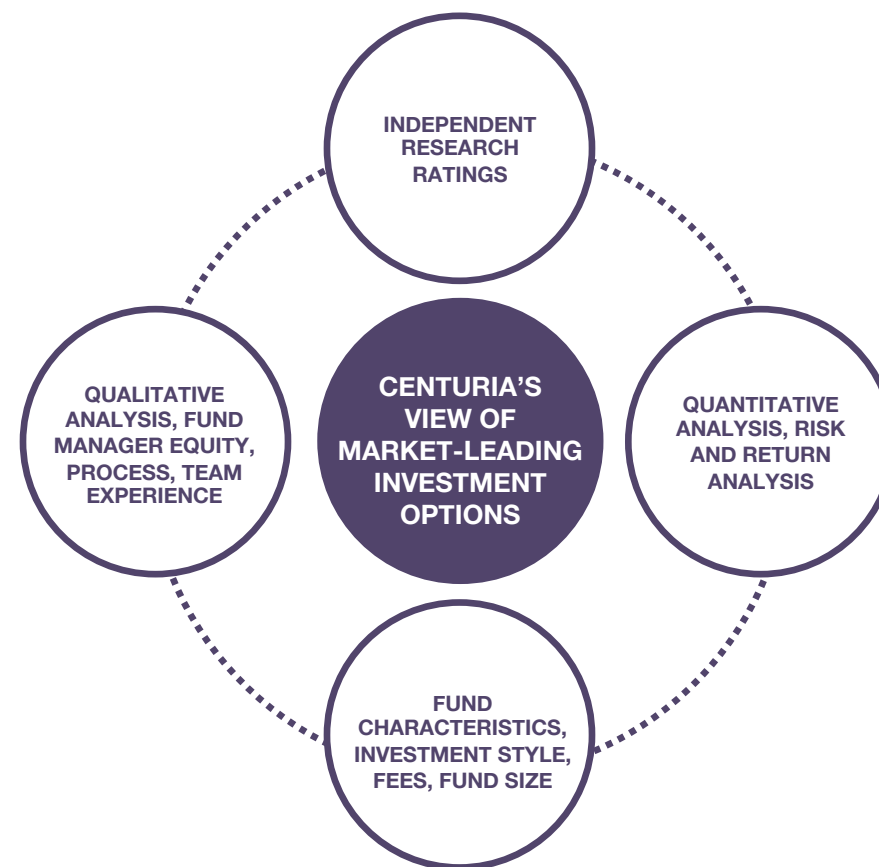 INDEPENDENT
RESEARCH
RATINGS
QUALITATIVE
ANALYSIS, FUND
MANAGER EQUITY,
PROCESS, TEAM
EXPERIENCE
CENTURIA’S
VIEW OF
MARKET-LEADING
INVESTMENT
OPTIONS
QUANTITATIVE
ANALYSIS, RISK
AND RETURN
ANALYSIS
FUND
CHARACTERISTICS,
INVESTMENT STYLE,
FEES, FUND SIZE